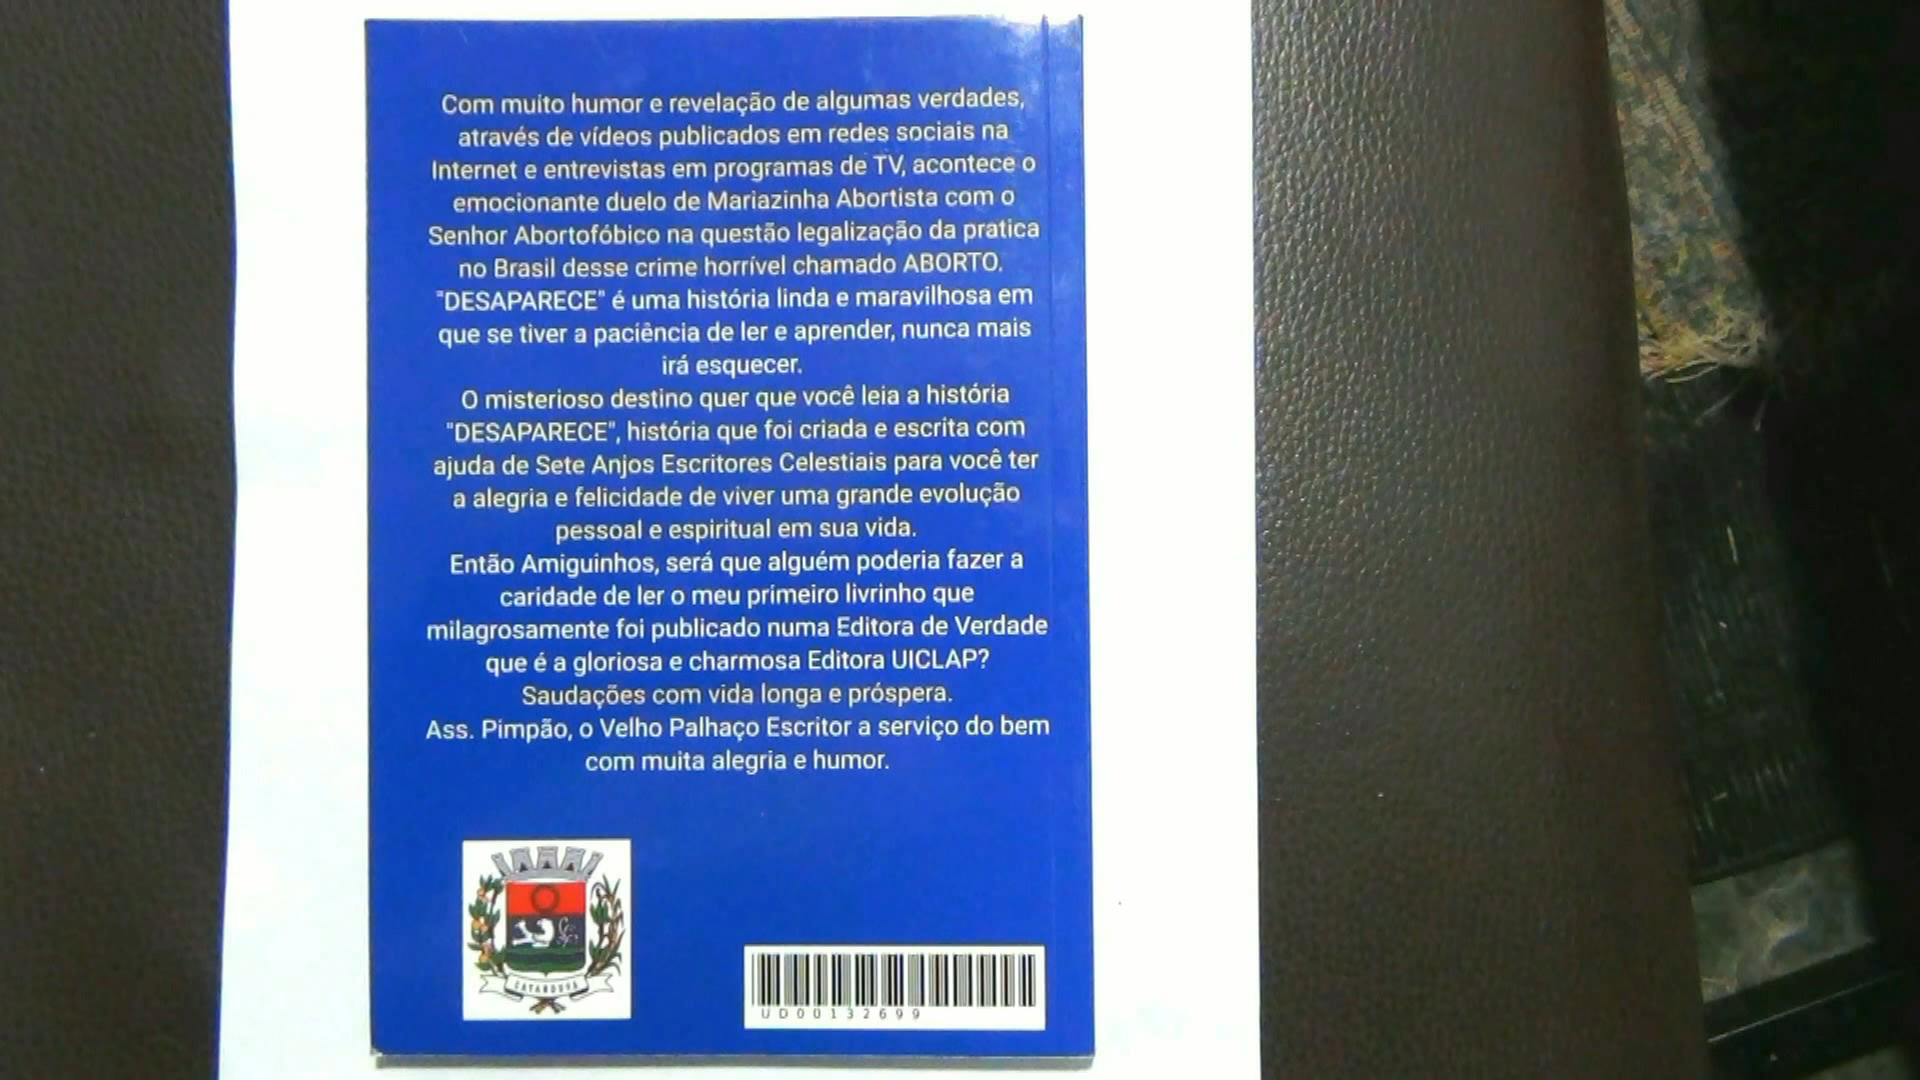 Com muito humor e revelação de algumas verdades,
através de vídeos publicados em redes sociais na
Internet e entrevistas em programas de TV, acontece o
emocionante duelo de Mariazinha Abortista com o
Senhor Abortofóbico na questão legalização da pratica
no Brasil desse crime horrível chamado ABORTO.
"DESAPARECE" é uma história linda e maravilhosa em
que se tiver a paciência de ler e aprender, nunca mais
irá esquecer.
O misterioso destino quer que você leia a história
"DESAPARECE", história que foi criada e escrita com
ajuda de Sete Anjos Escritores Celestiais para você ter
a alegria e felicidade de viver uma grande evolução
pessoal e espiritual em sua vida.
Então Amiguinhos, será que alguém poderia fazer a
caridade de ler o meu primeiro livrinho que
milagrosamente foi publicado numa Editora de Verdade
que é a gloriosa e charmosa Editora UICLAP?
Saudações com vida longa e próspera.
Ass. Pimpão, o Velho Palhaço Escritor a serviço do bem
com muita alegria e humor.
CATANDUVA
UD00132699